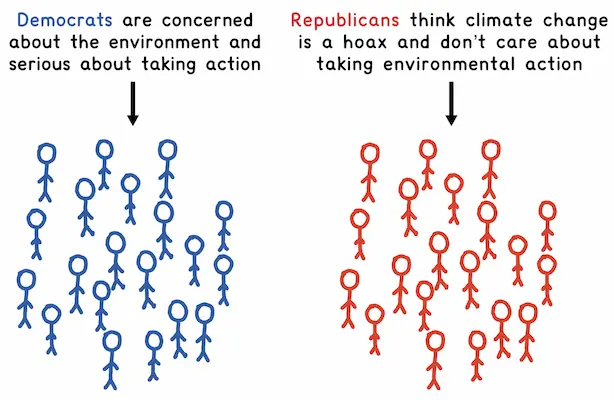 Democrats are concerned
about the environment and
serious about taking action
Republicans think climate change
is a hoax and don't care about
taking environmental action